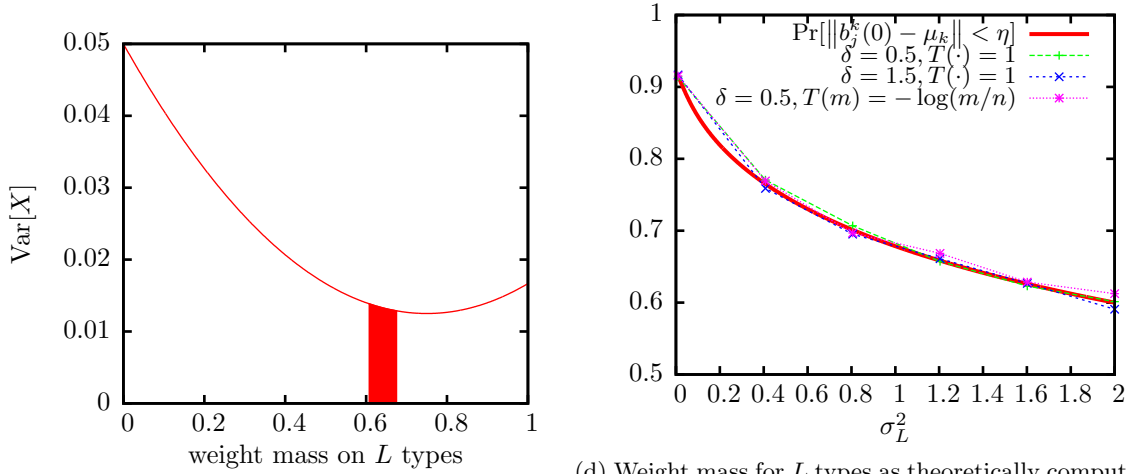 0.05
0.04
0.03
0.02
0.01
0
Var[X]
0 0.2 0.4 0.6 0.8 1
weight mass on L types
1
0.9
0.8
0.7
0.6
0.5
Pr[‖b_j^k(0) − μ_k‖ < η]
δ = 0.5, T(·) = 1
δ = 1.5, T(·) = 1
δ = 0.5, T(m) = − log(m/n)
0 0.2 0.4 0.6 0.8 1 1.2 1.4 1.6 1.8 2
σ_L^2
(d) Weight mass for L types as theoretically comput